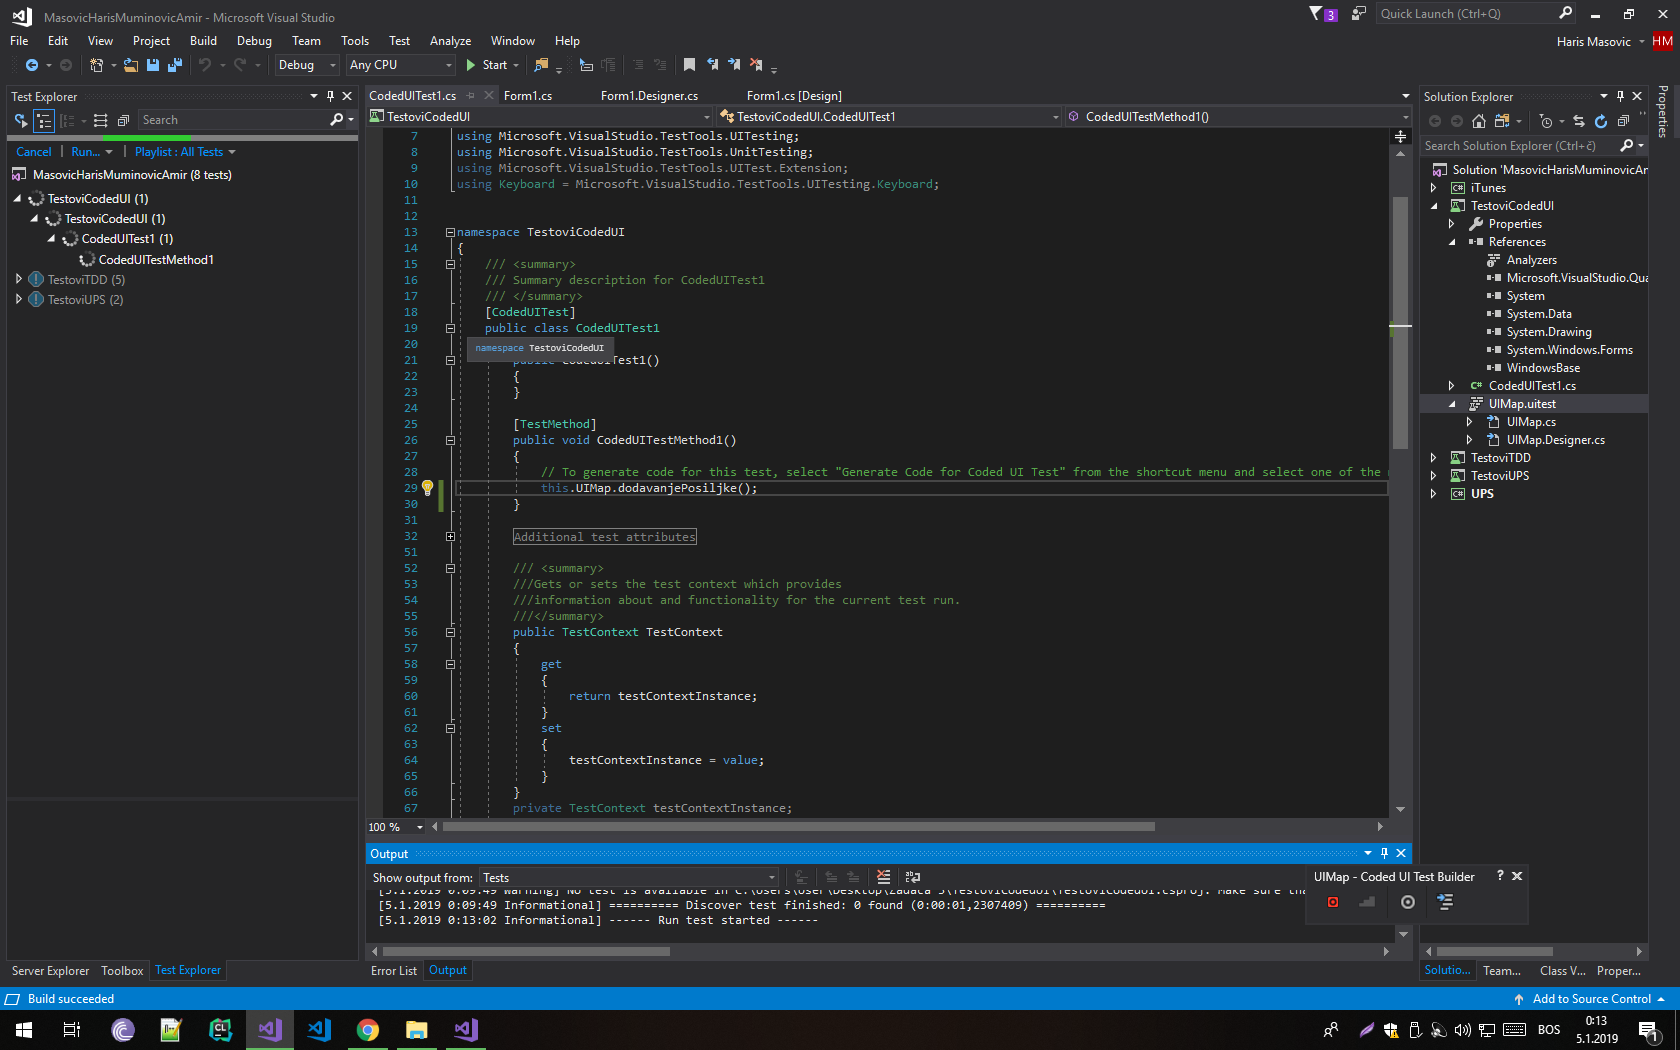 MasovicHarisMuminovicAmir - Microsoft Visual Studio
3
Quick Launch (Ctrl+Q)
File Edit View Project Build Debug Team Tools Test Analyze Window Help
Haris Masovic HM
Debug Any CPU Start
Test Explorer
Search
Cancel | Run... | Playlist : All Tests
MasovicHarisMuminovicAmir (8 tests)
TestoviCodedUI (1)
TestoviCodedUI (1)
CodedUITest1 (1)
CodedUITestMethod1
TestoviTDD (5)
TestoviUPS (2)
CodedUITest1.cs Form1.cs Form1.Designer.cs Form1.cs [Design]
TestoviCodedUI TestoviCodedUI.CodedUITest1 CodedUITestMethod1()
7 using Microsoft.VisualStudio.TestTools.UITesting;
8 using Microsoft.VisualStudio.TestTools.UnitTesting;
9 using Microsoft.VisualStudio.TestTools.UITest.Extension;
10 using Keyboard = Microsoft.VisualStudio.TestTools.UITesting.Keyboard;
11
12
13 namespace TestoviCodedUI
14 {
15 /// <summary>
16 /// Summary description for CodedUITest1
17 /// </summary>
18 [CodedUITest]
19 public class CodedUITest1
20
namespace TestoviCodedUI
21 public CodedUITest1()
22 {
23 }
24
25 [TestMethod]
26 public void CodedUITestMethod1()
27 {
28 // To generate code for this test, select "Generate Code for Coded UI Test" from the shortcut menu and select one of the
29 this.UIMap.dodavanjePosiljke();
30 }
31
32 Additional test attributes
51
52 /// <summary>
53 ///Gets or sets the test context which provides
54 ///information about and functionality for the current test run.
55 ///</summary>
56 public TestContext TestContext
57 {
58 get
59 {
60 return testContextInstance;
61 }
62 set
63 {
64 testContextInstance = value;
65 }
66 }
67 private TestContext testContextInstance;
100 %
Output
Show output from: Tests
[5.1.2019 0:09:49 Warning] No test is available in C:\Users\User\Desktop\Zadaca 5\TestoviCodedUI\TestoviCodedUI.csproj. Make sure th
[5.1.2019 0:09:49 Informational] ========== Discover test finished: 0 found (0:00:01,2307409) ==========
[5.1.2019 0:13:02 Informational] ------ Run test started ------
Error List Output
Server Explorer Toolbox Test Explorer
Solution Explorer
Search Solution Explorer (Ctrl+č)
Solution 'MasovicHarisMuminovicAr
iTunes
TestoviCodedUI
Properties
References
Analyzers
Microsoft.VisualStudio.Qua
System
System.Data
System.Drawing
System.Windows.Forms
WindowsBase
CodedUITest1.cs
UIMap.uitest
UIMap.cs
UIMap.Designer.cs
TestoviTDD
TestoviUPS
UPS
Properties
UIMap - Coded UI Test Builder ?
Solutio... Team... Class V... Proper...
Build succeeded
Add to Source Control
BOS
0:13
5.1.2019
1